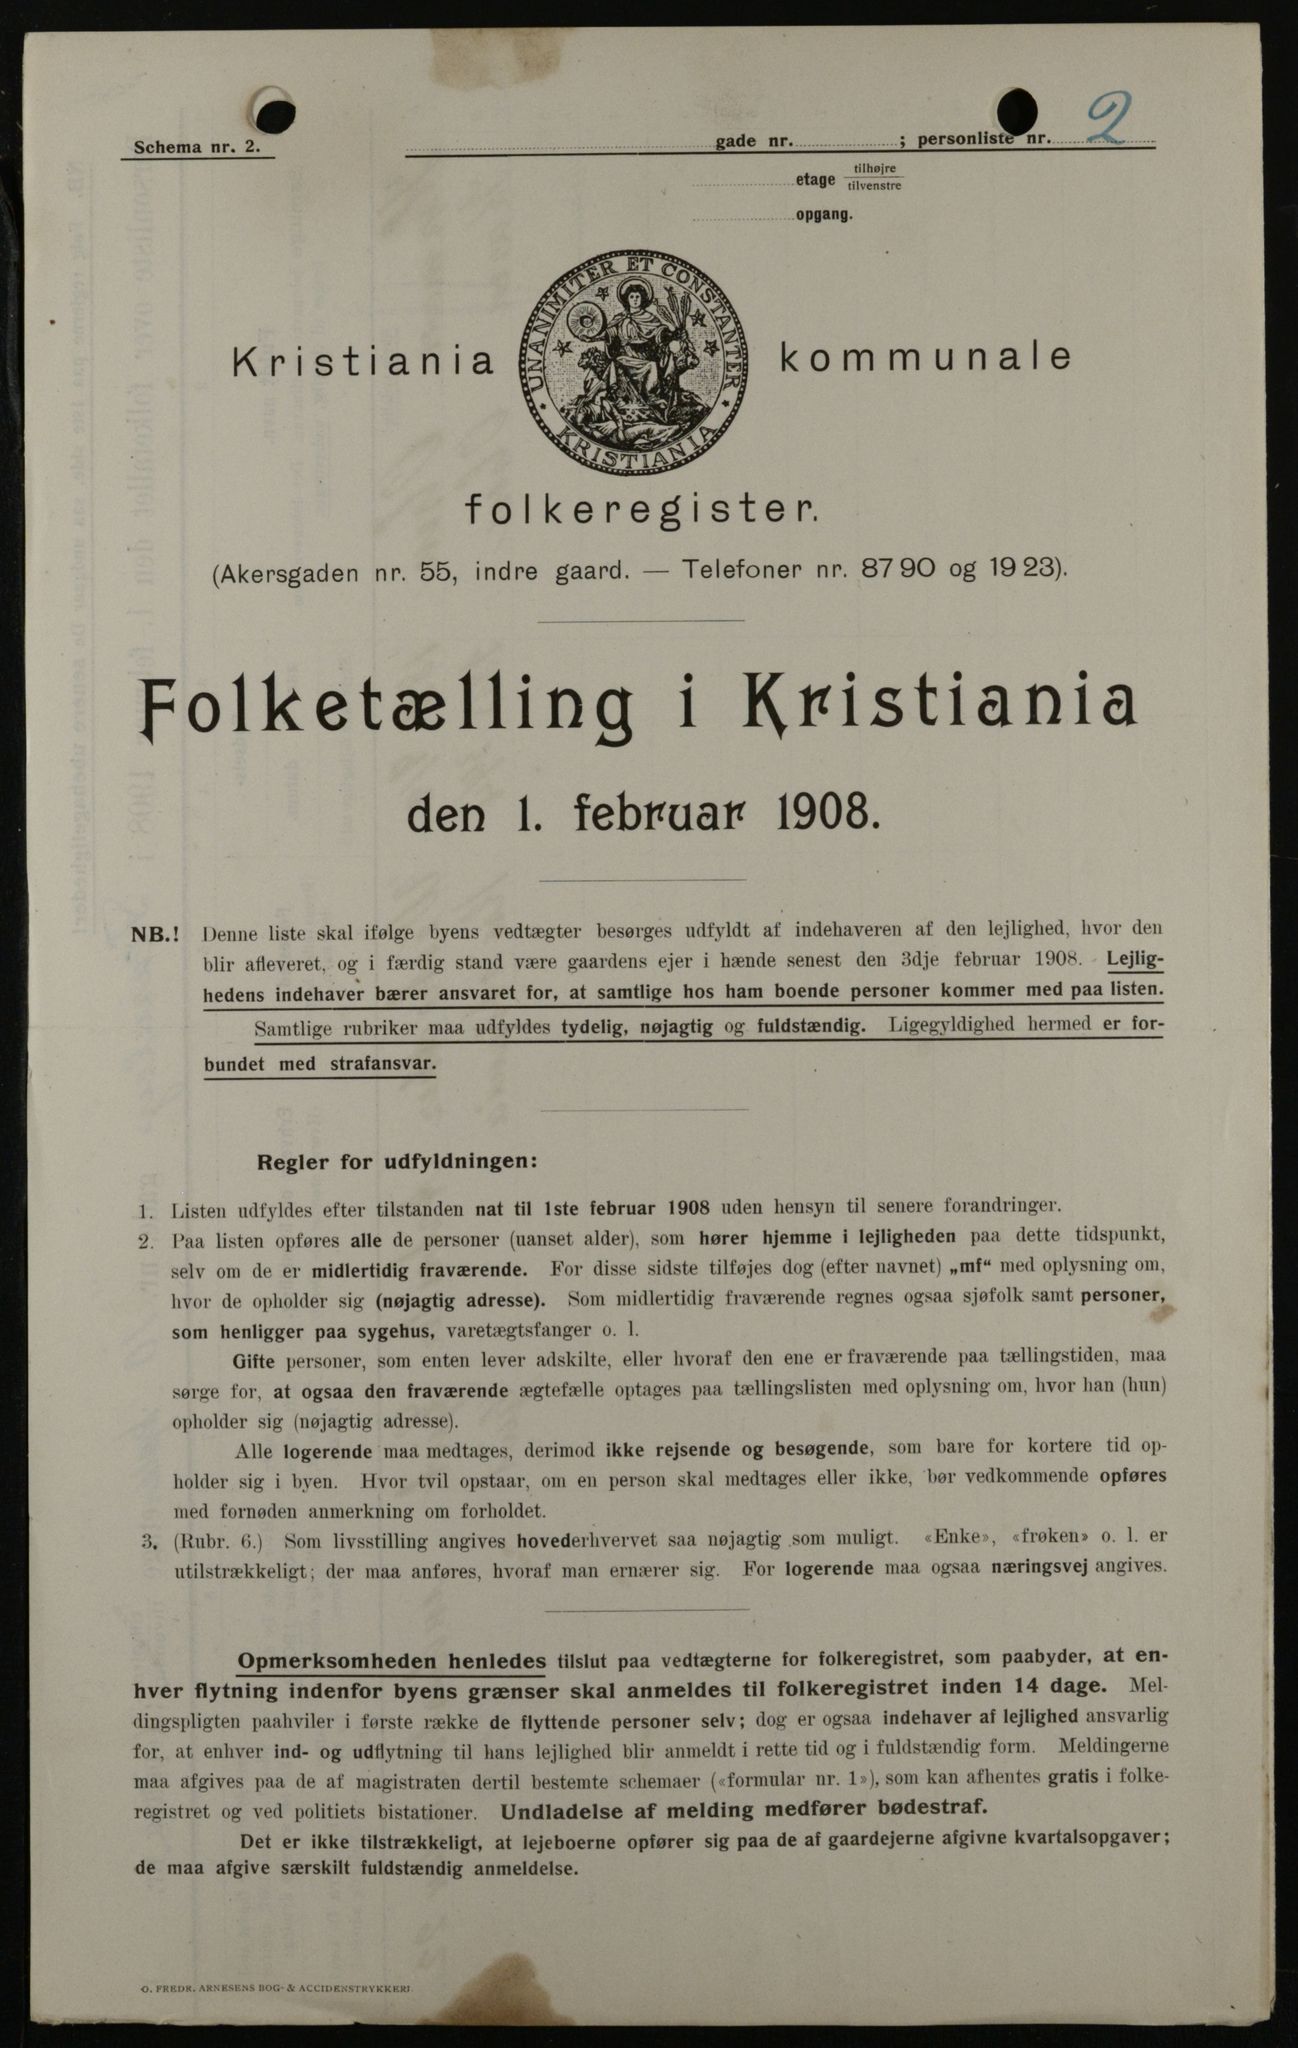 Schema nr. 2.
gade nr. ; personliste nr. 2
etage tilhøjre
tilvenstre
opgang.
UNANIMITER ET CONSTANTER
KRISTIANIA
Kristiania kommunale
folkeregister.
(Akersgaden nr. 55, indre gaard. — Telefoner nr. 87 90 og 19 23).
Folketælling i Kristiania
den 1. februar 1908.
NB.! Denne liste skal ifølge byens vedtægter besørges udfyldt af indehaveren af den lejlighed, hvor den
blir afleveret, og i færdig stand være gaardens ejer i hænde senest den 3dje februar 1908. Lejlig-
hedens indehaver bærer ansvaret for, at samtlige hos ham boende personer kommer med paa listen.
Samtlige rubriker maa udfyldes tydelig, nøjagtig og fuldstændig. Ligegyldighed hermed er for-
bundet med strafansvar.
Regler for udfyldningen:
1. Listen udfyldes efter tilstanden nat til 1ste februar 1908 uden hensyn til senere forandringer.
2. Paa listen opføres alle de personer (uanset alder), som hører hjemme i lejligheden paa dette tidspunkt,
selv om de er midlertidig fraværende. For disse sidste tilføjes dog (efter navnet) „mf“ med oplysning om,
hvor de opholder sig (nøjagtig adresse). Som midlertidig fraværende regnes ogsaa sjøfolk samt personer,
som henligger paa sygehus, varetægtsfanger o. l.
Gifte personer, som enten lever adskilte, eller hvoraf den ene er fraværende paa tællingstiden, maa
sørge for, at ogsaa den fraværende ægtefælle optages paa tællingslisten med oplysning om, hvor han (hun)
opholder sig (nøjagtig adresse).
Alle logerende maa medtages, derimod ikke rejsende og besøgende, som bare for kortere tid op-
holder sig i byen. Hvor tvil opstaar, om en person skal medtages eller ikke, bør vedkommende opføres
med fornøden anmerkning om forholdet.
3. (Rubr. 6.) Som livsstilling angives hovederhvervet saa nøjagtig som muligt. «Enke», «frøken» o. l. er
utilstrækkeligt; der maa anføres, hvoraf man ernærer sig. For logerende maa ogsaa næringsvej angives.
Opmerksomheden henledes tilslut paa vedtægterne for folkeregistret, som paabyder, at en-
hver flytning indenfor byens grænser skal anmeldes til folkeregistret inden 14 dage. Mel-
dingspligten paahviler i første række de flyttende personer selv; dog er ogsaa indehaver af lejlighed ansvarlig
for, at enhver ind- og udflytning til hans lejlighed blir anmeldt i rette tid og i fuldstændig form. Meldingerne
maa afgives paa de af magistraten dertil bestemte schemaer («formular nr. 1»), som kan afhentes gratis i folke-
registret og ved politiets bistationer. Undladelse af melding medfører bødestraf.
Det er ikke tilstrækkeligt, at lejeboerne opfører sig paa de af gaardejerne afgivne kvartalsopgaver;
de maa afgive særskilt fuldstændig anmeldelse.
O. FREDR. ARNESENS BOG- & ACCIDENSTRYKKERI